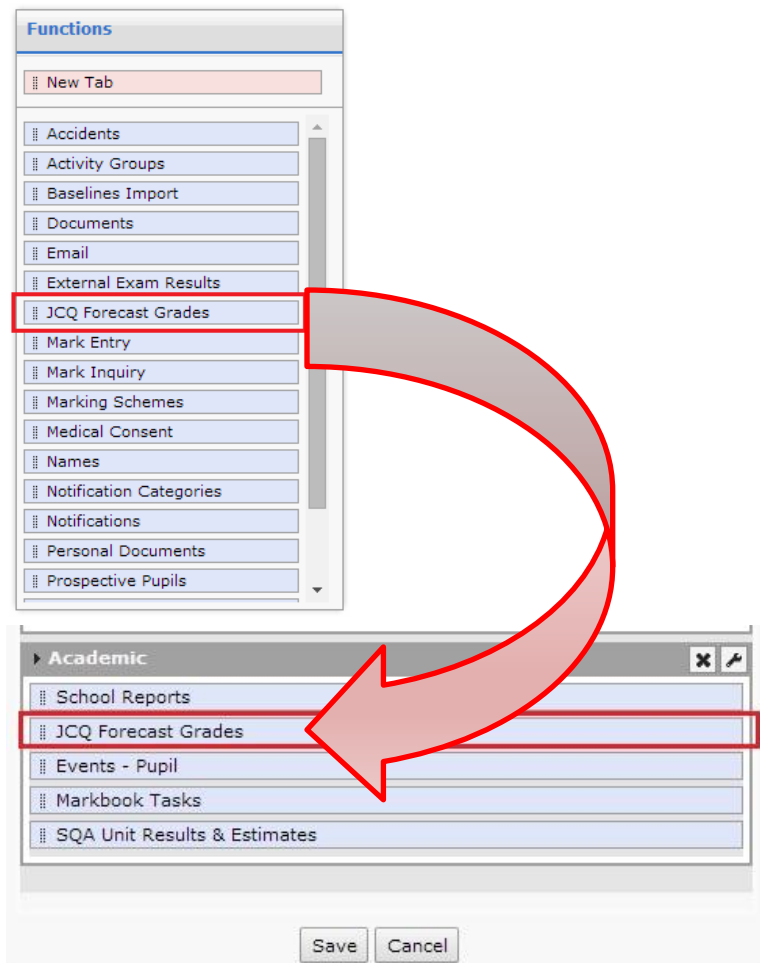 Functions
New Tab
Accidents
Activity Groups
Baselines Import
Documents
Email
External Exam Results
JCQ Forecast Grades
Mark Entry
Mark Inquiry
Marking Schemes
Medical Consent
Names
Notification Categories
Notifications
Personal Documents
Prospective Pupils
Academic
School Reports
JCQ Forecast Grades
Events - Pupil
Markbook Tasks
SQA Unit Results & Estimates
Save Cancel